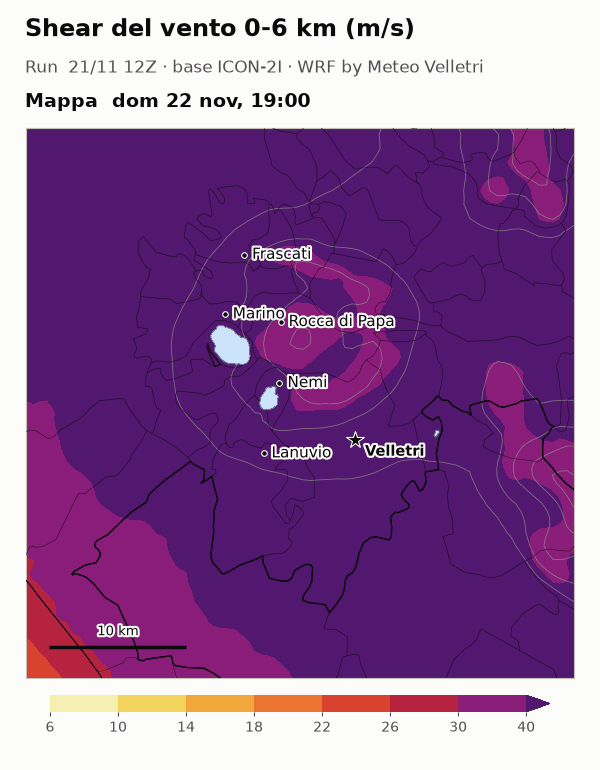 Shear del vento 0-6 km (m/s)
Run  21/11 12Z · base ICON-2I · WRF by Meteo Velletri
Mappa  dom 22 nov, 19:00
Frascati
Marino
Rocca di Papa
Nemi
Lanuvio
Velletri
10 km
6 10 14 18 22 26 30 40